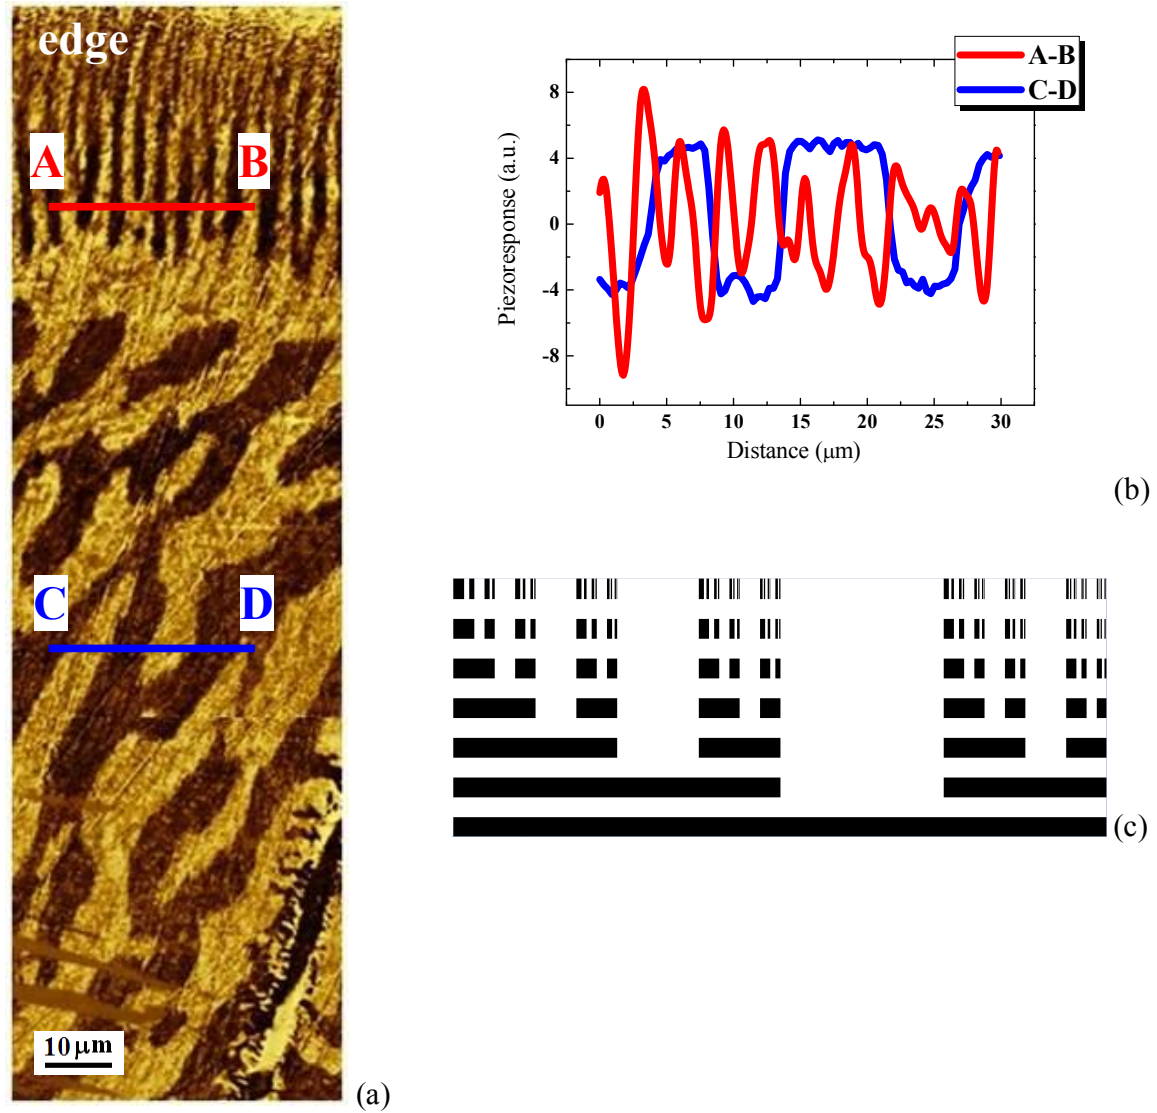 edge
A
B
C
D
10 μm
(a)
A-B
C-D
8
4
0
-4
-8
Piezoresponse (a.u.)
0 5 10 15 20 25 30
Distance (μm)
(b)
(c)